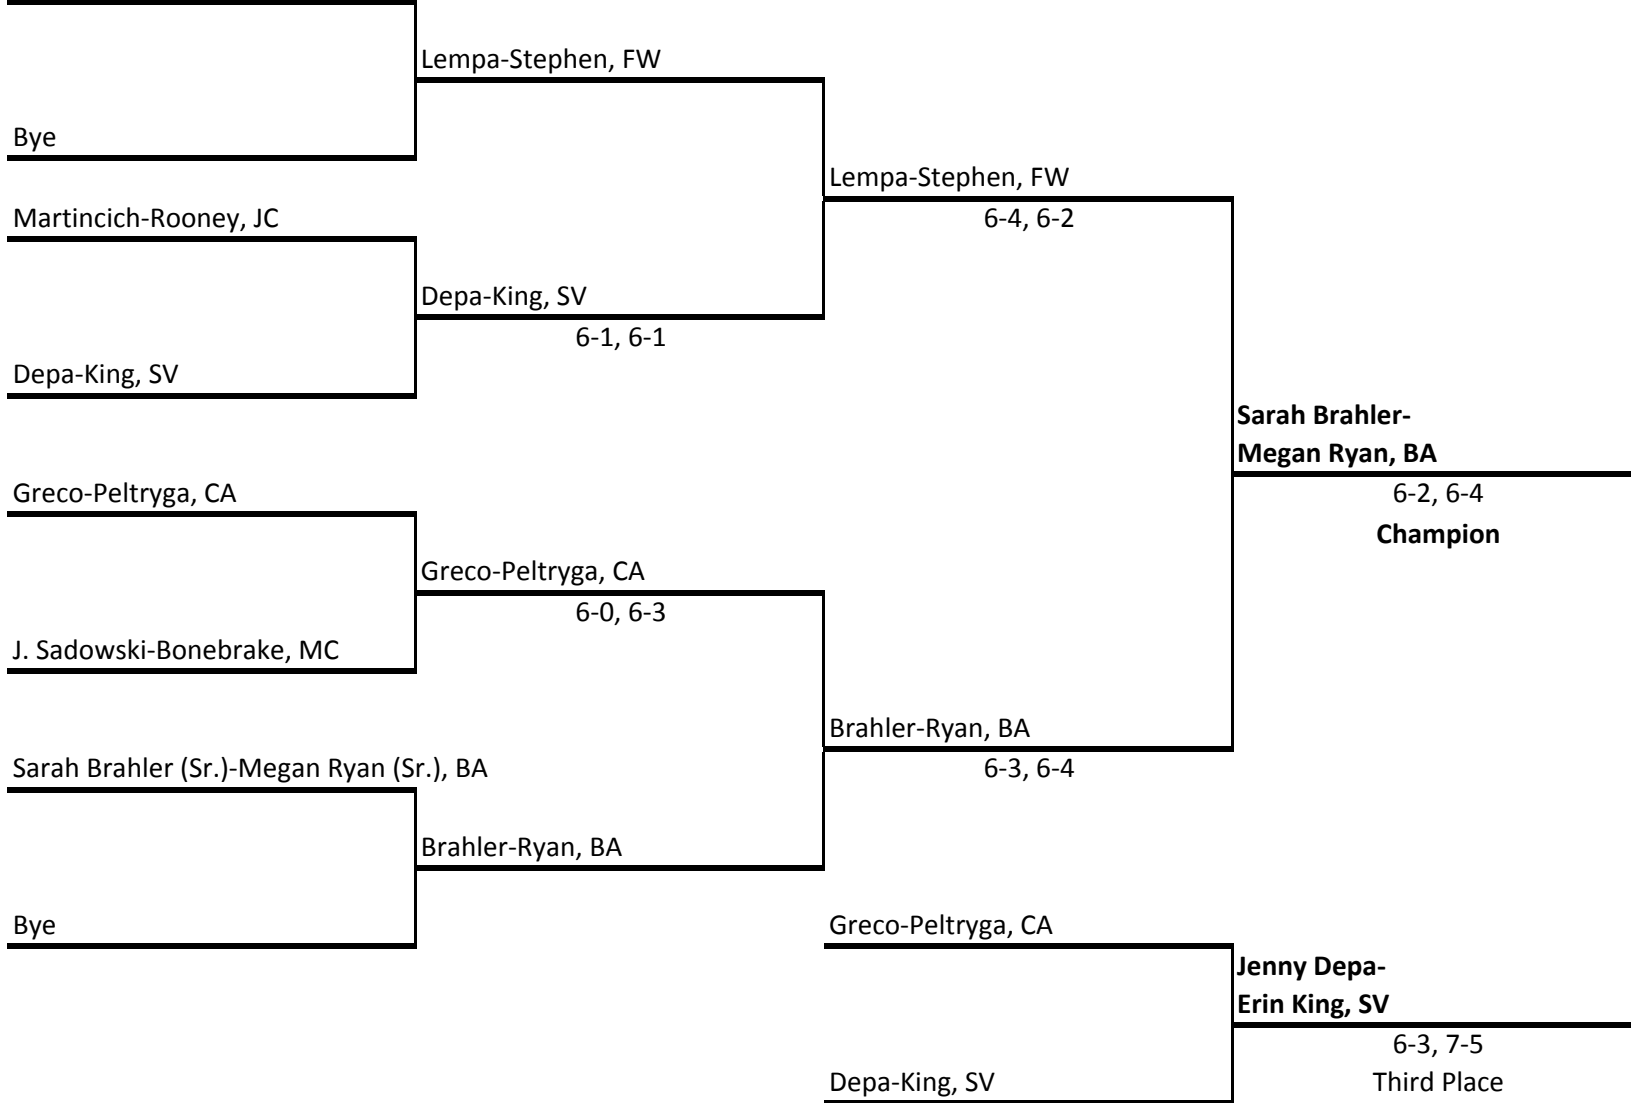 Lempa-Stephen, FW
Bye
Lempa-Stephen, FW
Martincich-Rooney, JC
6-4, 6-2
Depa-King, SV
6-1, 6-1
Depa-King, SV
Sarah Brahler-
Megan Ryan, BA
Greco-Peltryga, CA
6-2, 6-4
Champion
Greco-Peltryga, CA
6-0, 6-3
J. Sadowski-Bonebrake, MC
Brahler-Ryan, BA
Sarah Brahler (Sr.)-Megan Ryan (Sr.), BA
6-3, 6-4
Brahler-Ryan, BA
Bye
Greco-Peltryga, CA
Jenny Depa-
Erin King, SV
6-3, 7-5
Depa-King, SV
Third Place